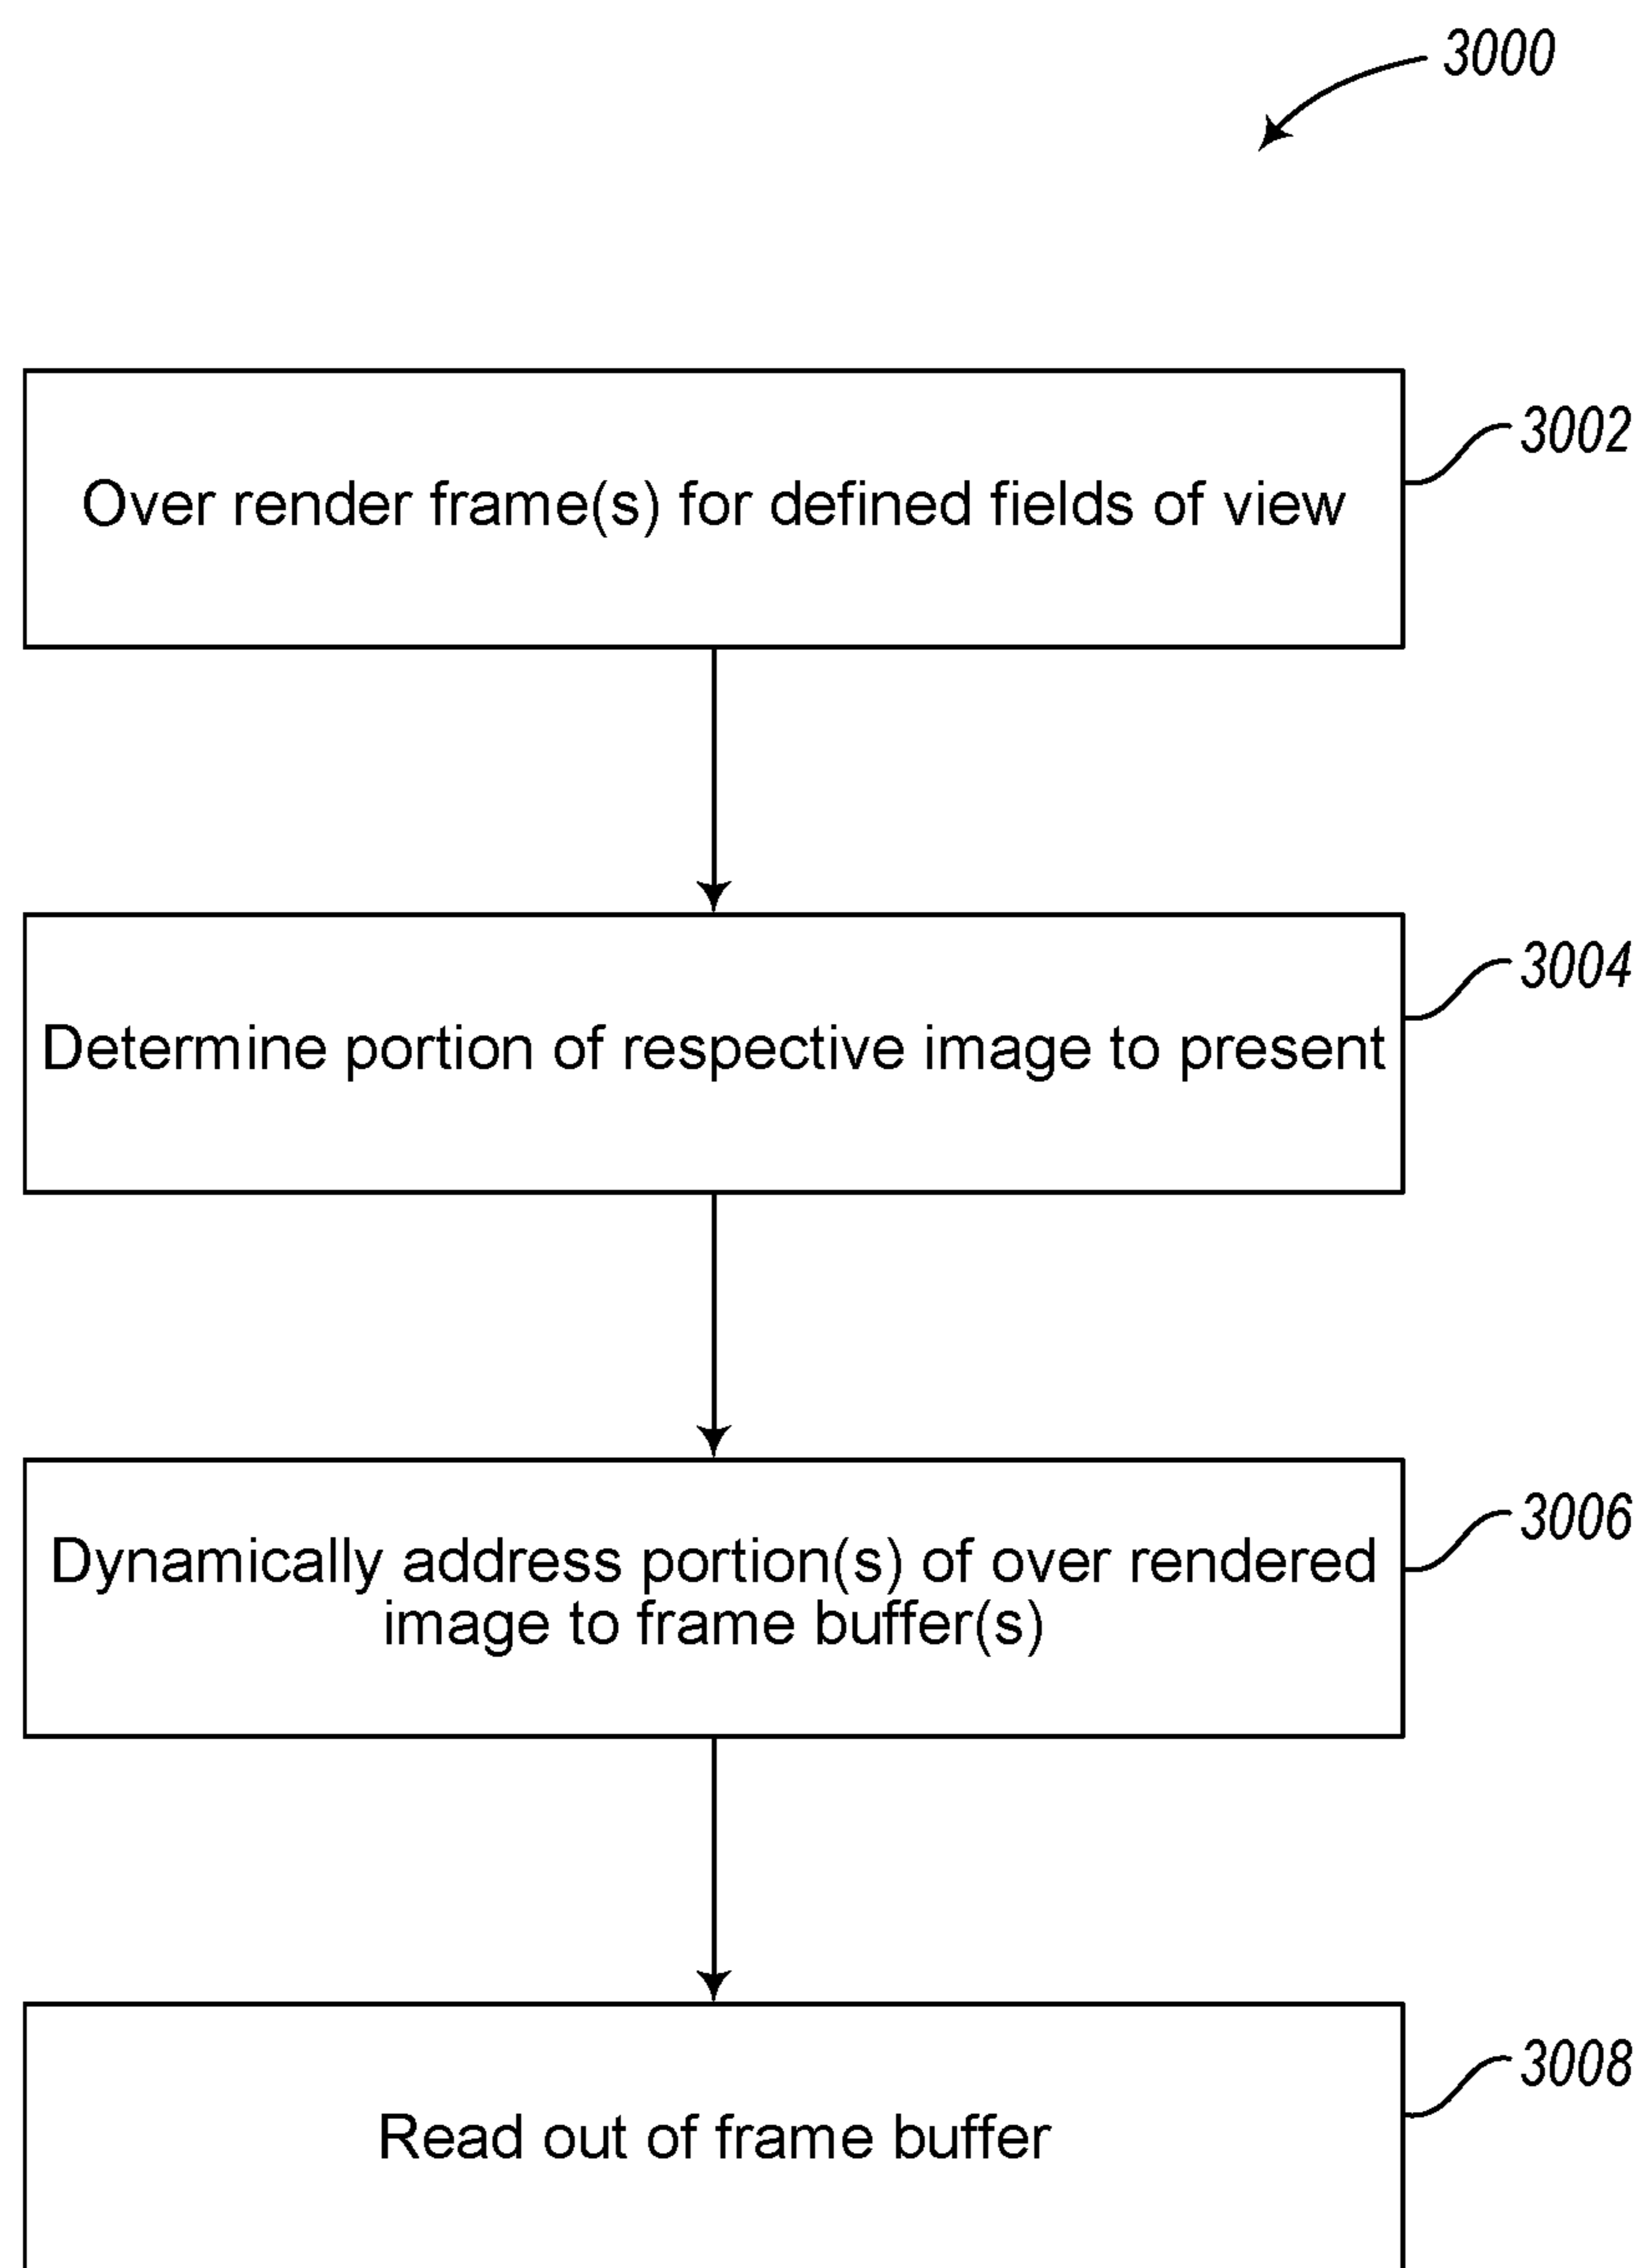 3000
Over render frame(s) for defined fields of view
3002
Determine portion of respective image to present
3004
Dynamically address portion(s) of over rendered
image to frame buffer(s)
3006
Read out of frame buffer
3008